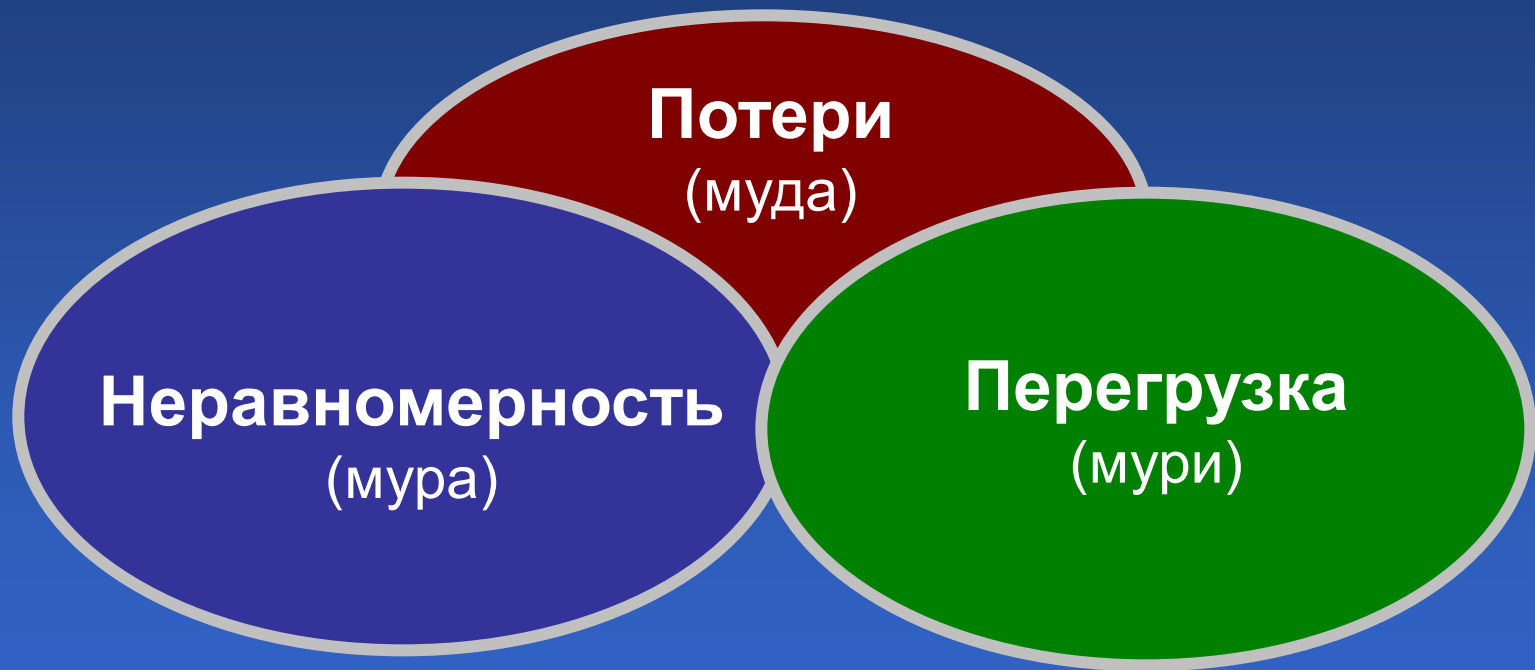 Потери
(муда)
Неравномерность
(мура)
Перегрузка
(мури)